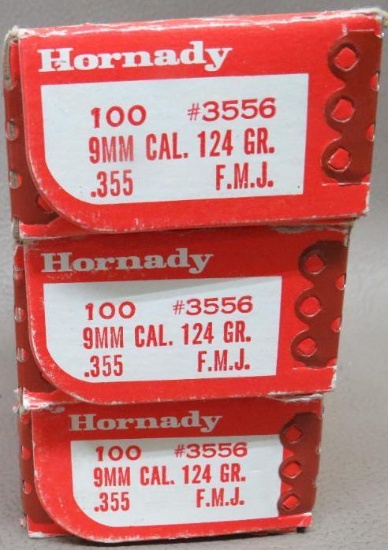 Hornady
100 #3556
9MM CAL. 124 GR.
.355 F.M.J.
Hornady
100 #3556
9MM CAL. 124 GR.
.355 F.M.J.
Hornady
100 #3556
9MM CAL. 124 GR.
.355 F.M.J.